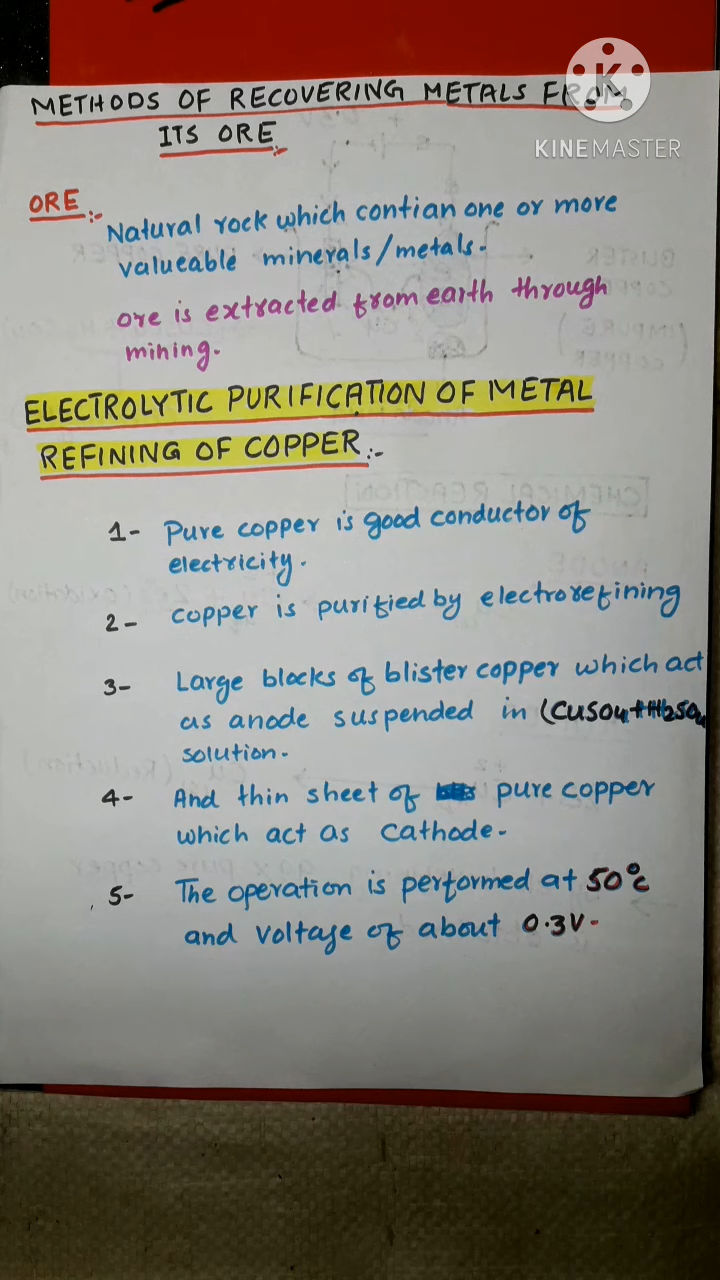 METHODS OF RECOVERING METALS FROM
ITS ORE:-
K
KINEMASTER
ORE:-
Natural rock which contian one or more
valueable minerals/metals.
ore is extracted from earth through
mining.
ELECTROLYTIC PURIFICATION OF METAL
REFINING OF COPPER:-
1- Pure copper is good conductor of
electricity.
2- copper is purified by electrorefining
3- Large blocks of blister copper which act
as anode suspended in (CuSO4+H2SO4
solution.
4- And thin sheet of pure copper
which act as cathode.
5- The operation is performed at 50°c
and voltage of about 0.3V-